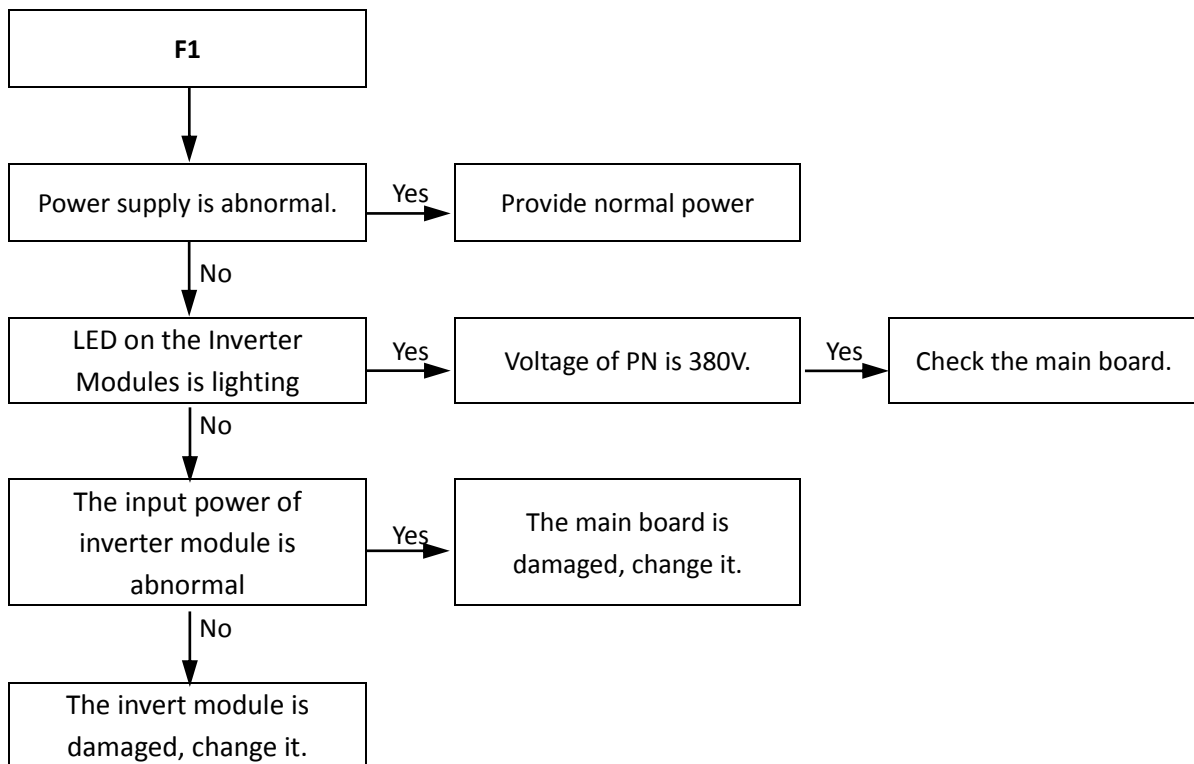 F1
Power supply is abnormal.
Yes
Provide normal power
No
LED on the Inverter
Modules is lighting
Yes
Voltage of PN is 380V.
Yes
Check the main board.
No
The input power of
inverter module is
abnormal
Yes
The main board is
damaged, change it.
No
The invert module is
damaged, change it.